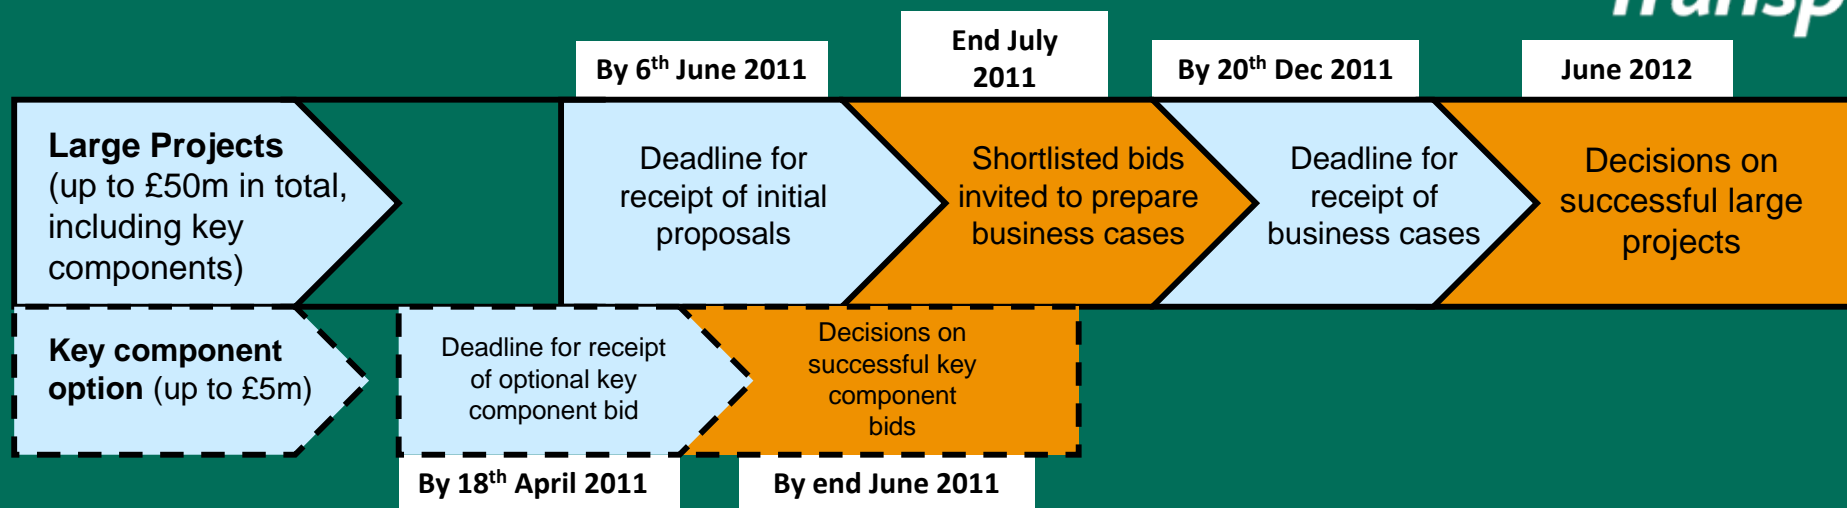 Transp
By 6th June 2011
End July
2011
By 20th Dec 2011
June 2012
Large Projects
(up to £50m in total,
including key
components)
Deadline for
receipt of initial
proposals
Shortlisted bids
invited to prepare
business cases
Deadline for
receipt of
business cases
Decisions on
successful large
projects
Key component
option (up to £5m)
Deadline for receipt
of optional key
component bid
Decisions on
successful key
component
bids
By 18th April 2011
By end June 2011